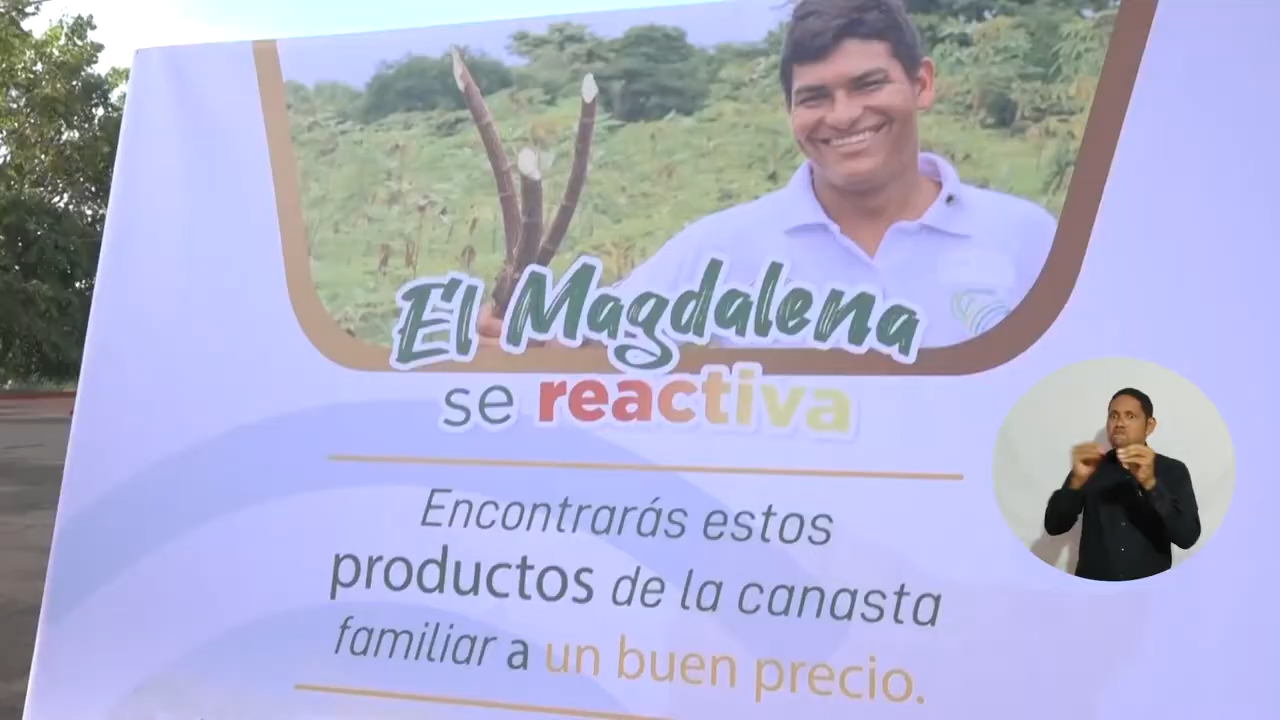 El Magdalena
se reactiva
Encontrarás estos
productos de la canasta
familiar a un buen precio.